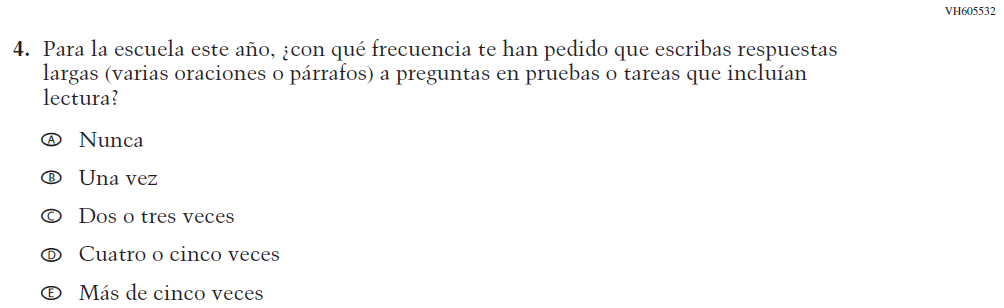 VH605532
4. Para la escuela este año, ¿con qué frecuencia te han pedido que escribas respuestas
largas (varias oraciones o párrafos) a preguntas en pruebas o tareas que incluían
lectura?
A Nunca
B Una vez
C Dos o tres veces
D Cuatro o cinco veces
E Más de cinco veces